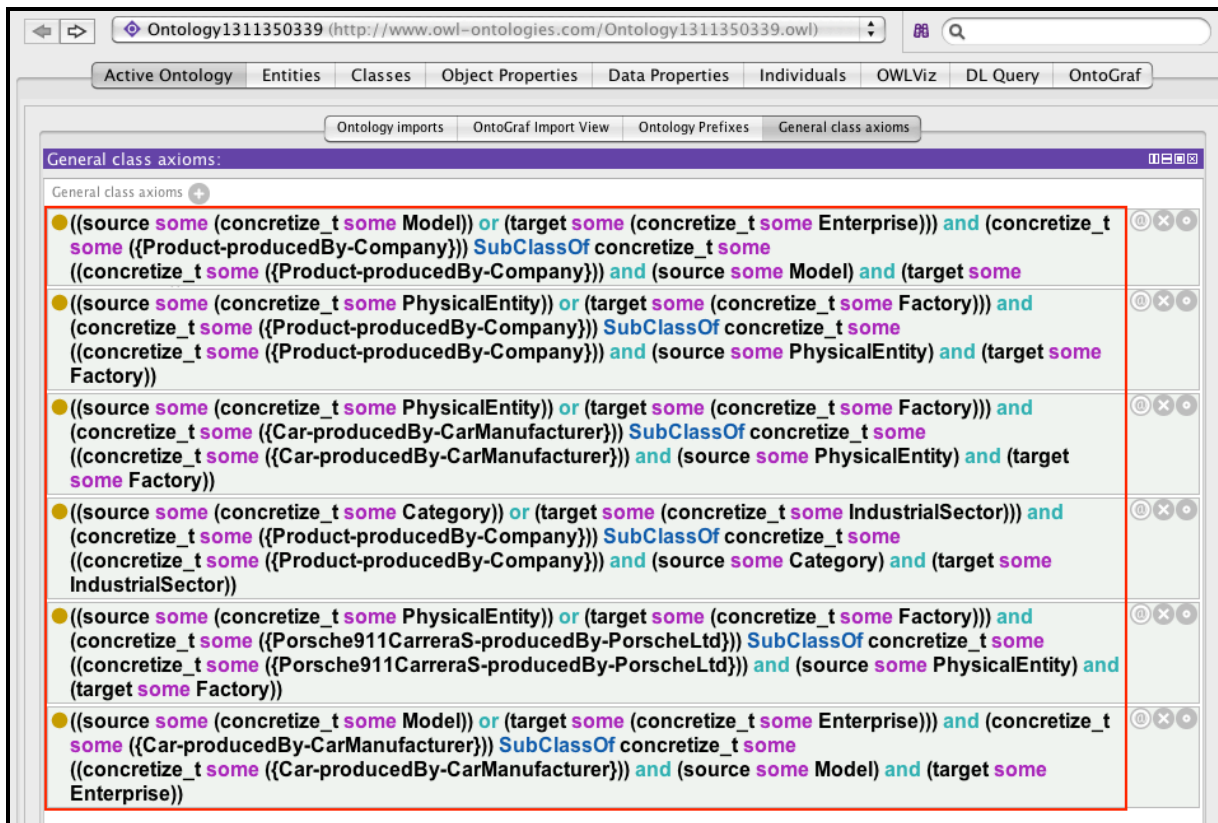 Ontology1311350339 (http://www.owl-ontologies.com/Ontology1311350339.owl)
Active Ontology Entities Classes Object Properties Data Properties Individuals OWLViz DL Query OntoGraf
Ontology imports OntoGraf Import View Ontology Prefixes General class axioms
General class axioms:
General class axioms
((source some (concretize_t some Model)) or (target some (concretize_t some Enterprise))) and (concretize_t
some ({Product-producedBy-Company})) SubClassOf concretize_t some
((concretize_t some ({Product-producedBy-Company})) and (source some Model) and (target some
((source some (concretize_t some PhysicalEntity)) or (target some (concretize_t some Factory))) and
(concretize_t some ({Product-producedBy-Company})) SubClassOf concretize_t some
((concretize_t some ({Product-producedBy-Company})) and (source some PhysicalEntity) and (target some
Factory))
((source some (concretize_t some PhysicalEntity)) or (target some (concretize_t some Factory))) and
(concretize_t some ({Car-producedBy-CarManufacturer})) SubClassOf concretize_t some
((concretize_t some ({Car-producedBy-CarManufacturer})) and (source some PhysicalEntity) and (target
some Factory))
((source some (concretize_t some Category)) or (target some (concretize_t some IndustrialSector))) and
(concretize_t some ({Product-producedBy-Company})) SubClassOf concretize_t some
((concretize_t some ({Product-producedBy-Company})) and (source some Category) and (target some
IndustrialSector))
((source some (concretize_t some PhysicalEntity)) or (target some (concretize_t some Factory))) and
(concretize_t some ({Porsche911CarreraS-producedBy-PorscheLtd})) SubClassOf concretize_t some
((concretize_t some ({Porsche911CarreraS-producedBy-PorscheLtd})) and (source some PhysicalEntity) and
(target some Factory))
((source some (concretize_t some Model)) or (target some (concretize_t some Enterprise))) and (concretize_t
some ({Car-producedBy-CarManufacturer})) SubClassOf concretize_t some
((concretize_t some ({Car-producedBy-CarManufacturer})) and (source some Model) and (target some
Enterprise))